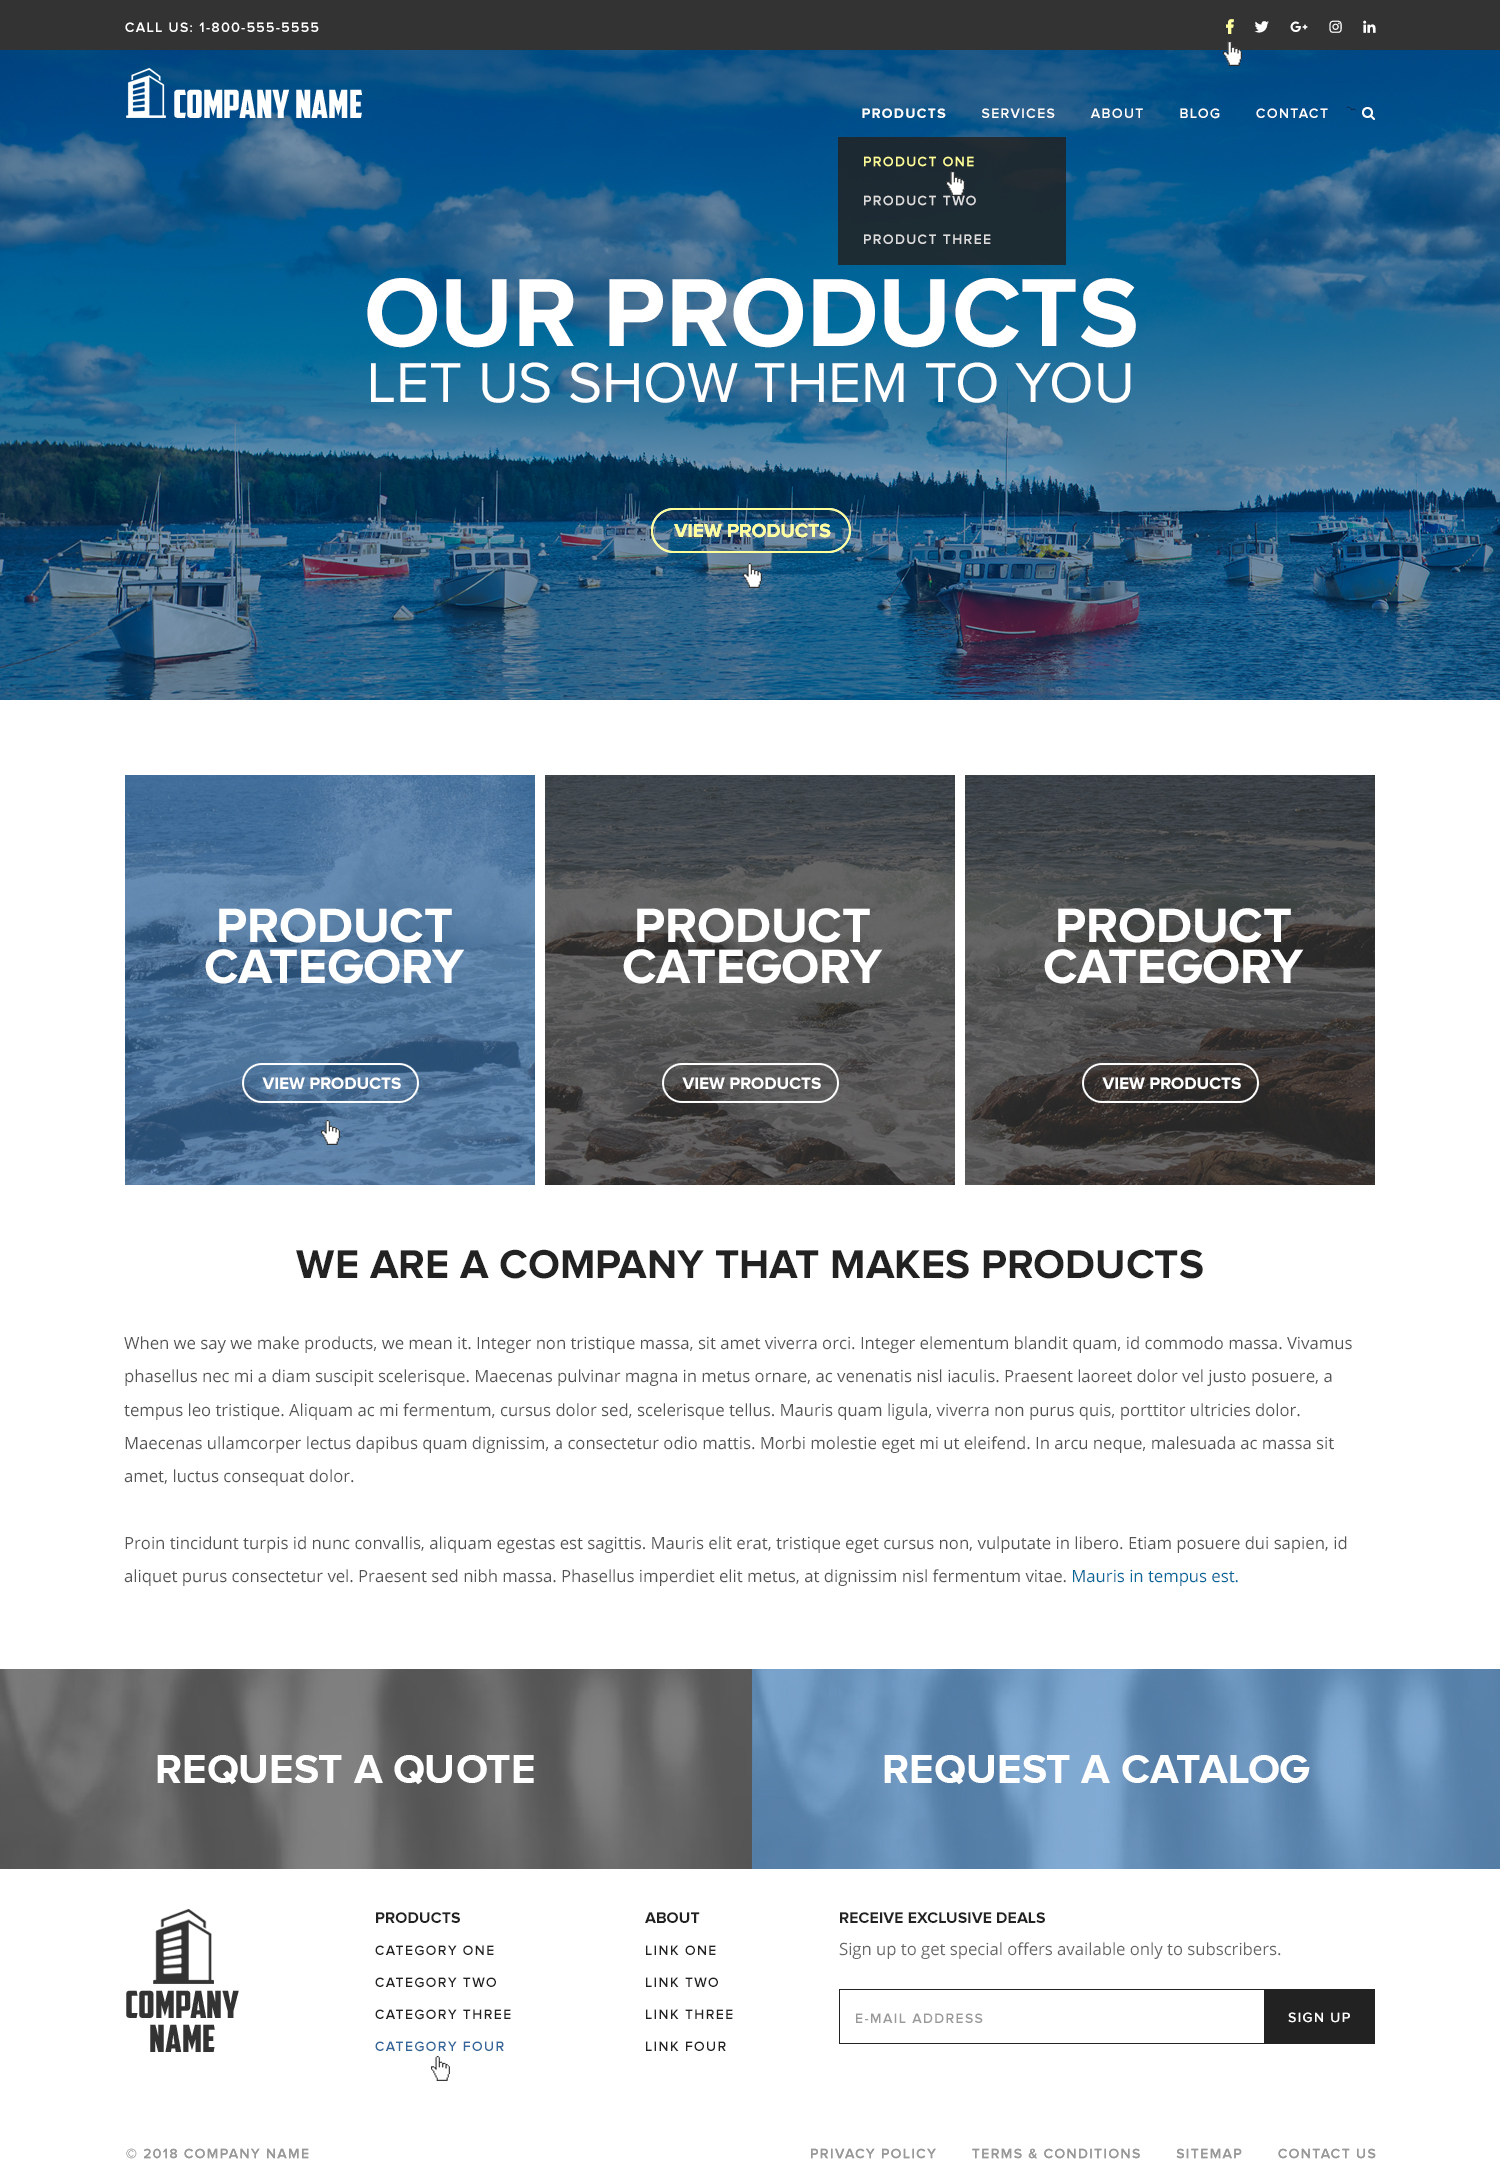 CALL US: 1-800-555-5555
COMPANY NAME
PRODUCTS SERVICES ABOUT BLOG CONTACT
PRODUCT ONE
PRODUCT TWO
PRODUCT THREE
OUR PRODUCTS
LET US SHOW THEM TO YOU
VIEW PRODUCTS
PRODUCT
CATEGORY
VIEW PRODUCTS
PRODUCT
CATEGORY
VIEW PRODUCTS
PRODUCT
CATEGORY
VIEW PRODUCTS
WE ARE A COMPANY THAT MAKES PRODUCTS
When we say we make products, we mean it. Integer non tristique massa, sit amet viverra orci. Integer elementum blandit quam, id commodo massa. Vivamus
phasellus nec mi a diam suscipit scelerisque. Maecenas pulvinar magna in metus ornare, ac venenatis nisl iaculis. Praesent laoreet dolor vel justo posuere, a
tempus leo tristique. Aliquam ac mi fermentum, cursus dolor sed, scelerisque tellus. Mauris quam ligula, viverra non purus quis, porttitor ultricies dolor.
Maecenas ullamcorper lectus dapibus quam dignissim, a consectetur odio mattis. Morbi molestie eget mi ut eleifend. In arcu neque, malesuada ac massa sit
amet, luctus consequat dolor.
Proin tincidunt turpis id nunc convallis, aliquam egestas est sagittis. Mauris elit erat, tristique eget cursus non, vulputate in libero. Etiam posuere dui sapien, id
aliquet purus consectetur vel. Praesent sed nibh massa. Phasellus imperdiet elit metus, at dignissim nisl fermentum vitae. Mauris in tempus est.
REQUEST A QUOTE
REQUEST A CATALOG
COMPANY
NAME
PRODUCTS
CATEGORY ONE
CATEGORY TWO
CATEGORY THREE
CATEGORY FOUR
ABOUT
LINK ONE
LINK TWO
LINK THREE
LINK FOUR
RECEIVE EXCLUSIVE DEALS
Sign up to get special offers available only to subscribers.
E-MAIL ADDRESS
SIGN UP
© 2018 COMPANY NAME
PRIVACY POLICY TERMS & CONDITIONS SITEMAP CONTACT US